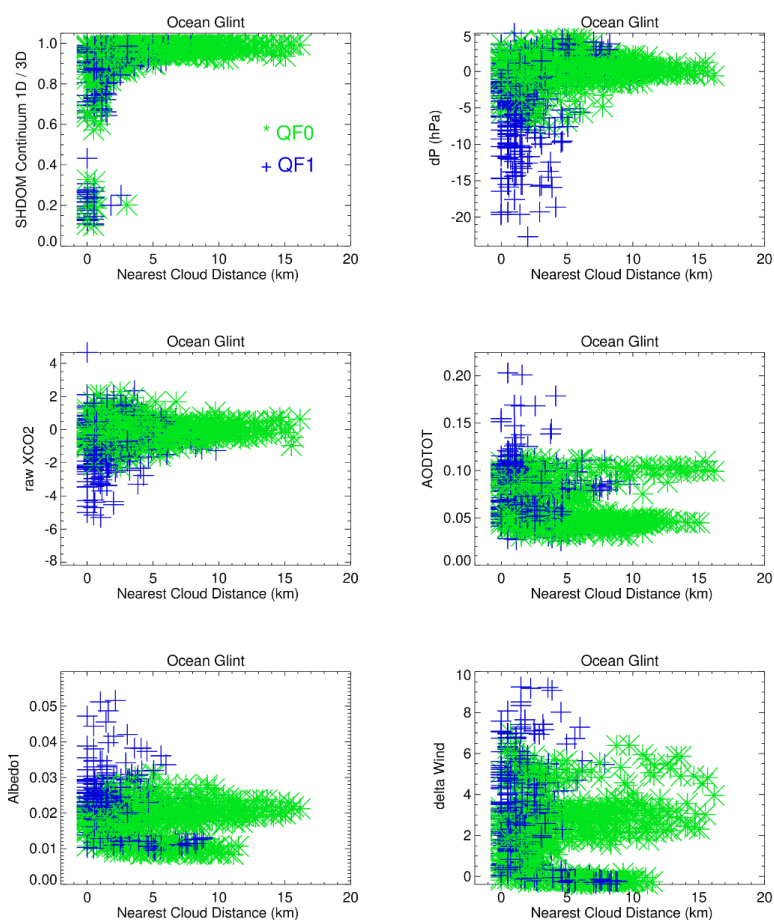 Ocean Glint
SHDOM Continuum 1D / 3D
1.0
0.8
0.6
0.4
0.2
0.0
* QF0
+ QF1
0 5 10 15 20
Nearest Cloud Distance (km)
Ocean Glint
dP (hPa)
5
0
-5
-10
-15
-20
0 5 10 15 20
Nearest Cloud Distance (km)
Ocean Glint
raw XCO2
4
2
0
-2
-4
-6
-8
0 5 10 15 20
Nearest Cloud Distance (km)
Ocean Glint
AODTOT
0.20
0.15
0.10
0.05
0.00
0 5 10 15 20
Nearest Cloud Distance (km)
Ocean Glint
Albedo1
0.05
0.04
0.03
0.02
0.01
0.00
0 5 10 15 20
Nearest Cloud Distance (km)
Ocean Glint
delta Wind
10
8
6
4
2
0
0 5 10 15 20
Nearest Cloud Distance (km)